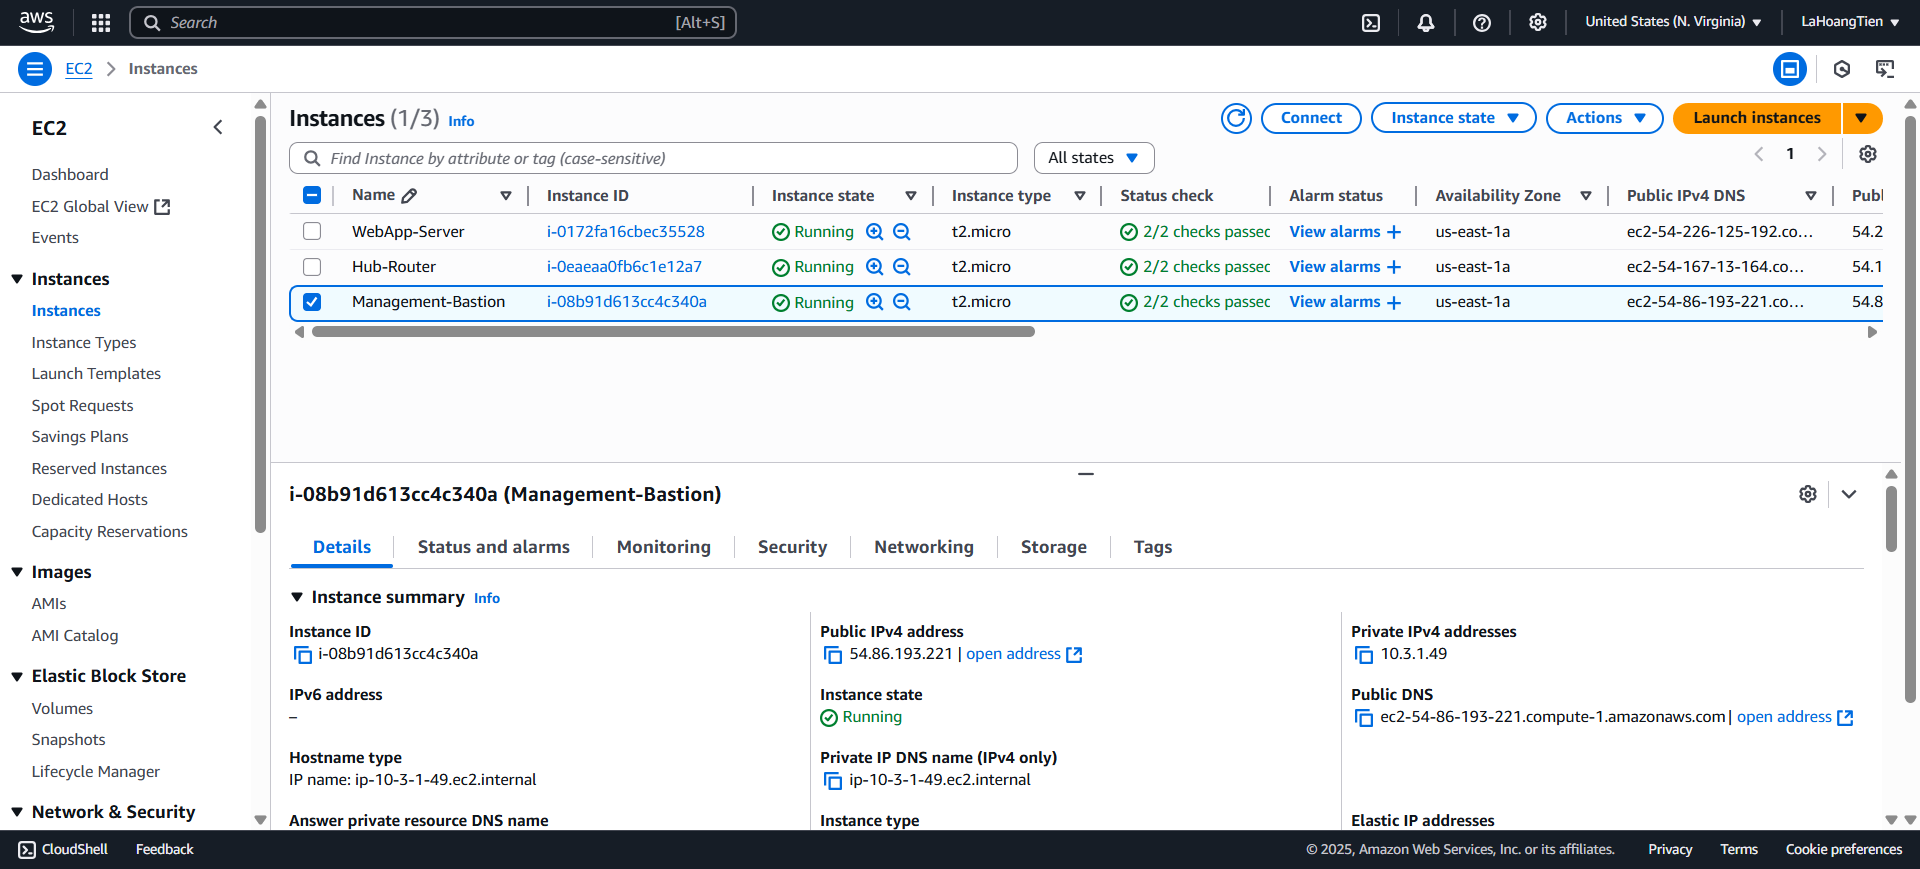 aws
Search [Alt+S]
United States (N. Virginia) LaHoangTien
EC2 Instances
EC2
Dashboard
EC2 Global View
Events
Instances
Instances
Instance Types
Launch Templates
Spot Requests
Savings Plans
Reserved Instances
Dedicated Hosts
Capacity Reservations
Images
AMIs
AMI Catalog
Elastic Block Store
Volumes
Snapshots
Lifecycle Manager
Network & Security
Instances (1/3) Info
Connect Instance state Actions Launch instances
Find Instance by attribute or tag (case-sensitive) All states 1
Name Instance ID Instance state Instance type Status check Alarm status Availability Zone Public IPv4 DNS Publ
WebApp-Server i-0172fa16cbec35528 Running t2.micro 2/2 checks passec View alarms + us-east-1a ec2-54-226-125-192.co... 54.2
Hub-Router i-0eaeaa0fb6c1e12a7 Running t2.micro 2/2 checks passec View alarms + us-east-1a ec2-54-167-13-164.co... 54.1
Management-Bastion i-08b91d613cc4c340a Running t2.micro 2/2 checks passec View alarms + us-east-1a ec2-54-86-193-221.co... 54.8
i-08b91d613cc4c340a (Management-Bastion)
Details Status and alarms Monitoring Security Networking Storage Tags
Instance summary Info
Instance ID
i-08b91d613cc4c340a
Public IPv4 address
54.86.193.221 | open address
Private IPv4 addresses
10.3.1.49
IPv6 address
–
Instance state
Running
Public DNS
ec2-54-86-193-221.compute-1.amazonaws.com | open address
Hostname type
IP name: ip-10-3-1-49.ec2.internal
Private IP DNS name (IPv4 only)
ip-10-3-1-49.ec2.internal
Answer private resource DNS name
Instance type
Elastic IP addresses
CloudShell Feedback
© 2025, Amazon Web Services, Inc. or its affiliates. Privacy Terms Cookie preferences